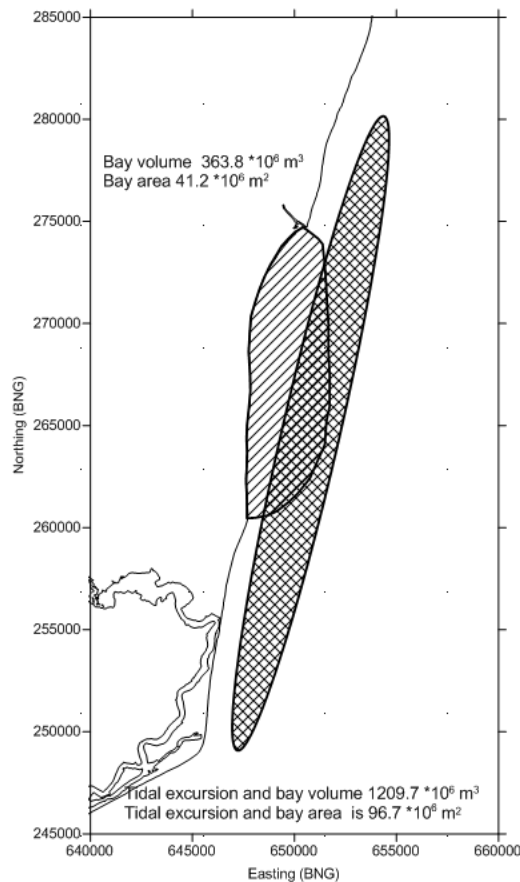 285000
280000
Bay volume 363.8 *10⁶ m³
Bay area 41.2 *10⁶ m²
275000
270000
Northing (BNG)
265000
260000
255000
250000
Tidal excursion and bay volume 1209.7 *10⁶ m³
Tidal excursion and bay area is 96.7 *10⁶ m²
245000
640000 645000 650000 655000 660000
Easting (BNG)